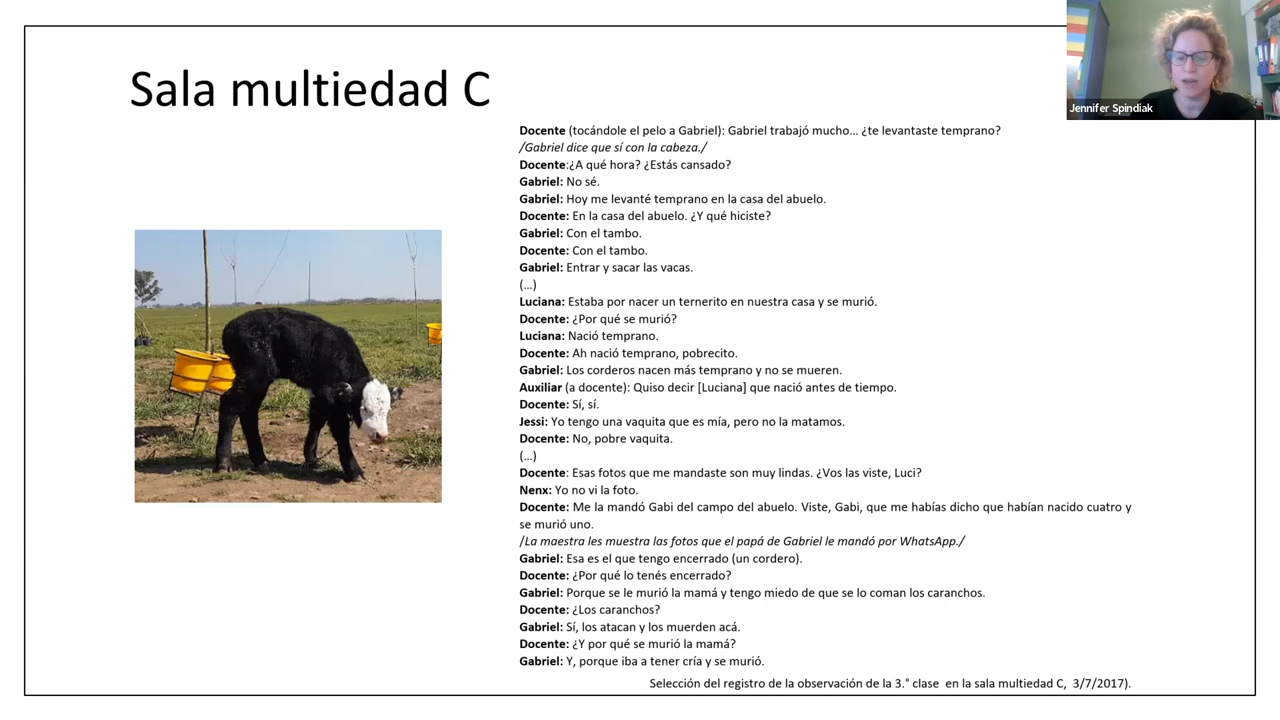 Sala multiedad C
Jennifer Spindiak
Docente (tocándole el pelo a Gabriel): Gabriel trabajó mucho... ¿te levantaste temprano?
/Gabriel dice que sí con la cabeza./
Docente:¿A qué hora? ¿Estás cansado?
Gabriel: No sé.
Gabriel: Hoy me levanté temprano en la casa del abuelo.
Docente: En la casa del abuelo. ¿Y qué hiciste?
Gabriel: Con el tambo.
Docente: Con el tambo.
Gabriel: Entrar y sacar las vacas.
(...)
Luciana: Estaba por nacer un ternerito en nuestra casa y se murió.
Docente: ¿Por qué se murió?
Luciana: Nació temprano.
Docente: Ah nació temprano, pobrecito.
Gabriel: Los corderos nacen más temprano y no se mueren.
Auxiliar (a docente): Quiso decir [Luciana] que nació antes de tiempo.
Docente: Sí, sí.
Jessi: Yo tengo una vaquita que es mía, pero no la matamos.
Docente: No, pobre vaquita.
(...)
Docente: Esas fotos que me mandaste son muy lindas. ¿Vos las viste, Luci?
Nenx: Yo no vi la foto.
Docente: Me la mandó Gabi del campo del abuelo. Viste, Gabi, que me habías dicho que habían nacido cuatro y
se murió uno.
/La maestra les muestra las fotos que el papá de Gabriel le mandó por WhatsApp./
Gabriel: Esa es el que tengo encerrado (un cordero).
Docente: ¿Por qué lo tenés encerrado?
Gabriel: Porque se le murió la mamá y tengo miedo de que se lo coman los caranchos.
Docente: ¿Los caranchos?
Gabriel: Sí, los atacan y los muerden acá.
Docente: ¿Y por qué se murió la mamá?
Gabriel: Y, porque iba a tener cría y se murió.
Selección del registro de la observación de la 3.° clase en la sala multiedad C, 3/7/2017).